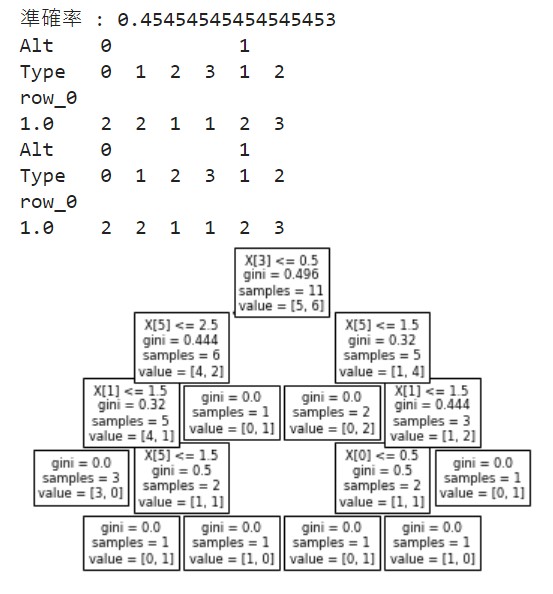 準確率 : 0.45454545454545453
Alt 0 1
Type 0 1 2 3 1 2
row_0
1.0 2 2 1 1 2 3
Alt 0 1
Type 0 1 2 3 1 2
row_0
1.0 2 2 1 1 2 3
X[3] <= 0.5
gini = 0.496
samples = 11
value = [5, 6]
X[5] <= 2.5
gini = 0.444
samples = 6
value = [4, 2]
X[5] <= 1.5
gini = 0.32
samples = 5
value = [1, 4]
X[1] <= 1.5
gini = 0.32
samples = 5
value = [4, 1]
gini = 0.0
samples = 1
value = [0, 1]
gini = 0.0
samples = 2
value = [0, 2]
X[1] <= 1.5
gini = 0.444
samples = 3
value = [1, 2]
gini = 0.0
samples = 3
value = [3, 0]
X[5] <= 1.5
gini = 0.5
samples = 2
value = [1, 1]
X[0] <= 0.5
gini = 0.5
samples = 2
value = [1, 1]
gini = 0.0
samples = 1
value = [0, 1]
gini = 0.0
samples = 1
value = [0, 1]
gini = 0.0
samples = 1
value = [1, 0]
gini = 0.0
samples = 1
value = [0, 1]
gini = 0.0
samples = 1
value = [1, 0]